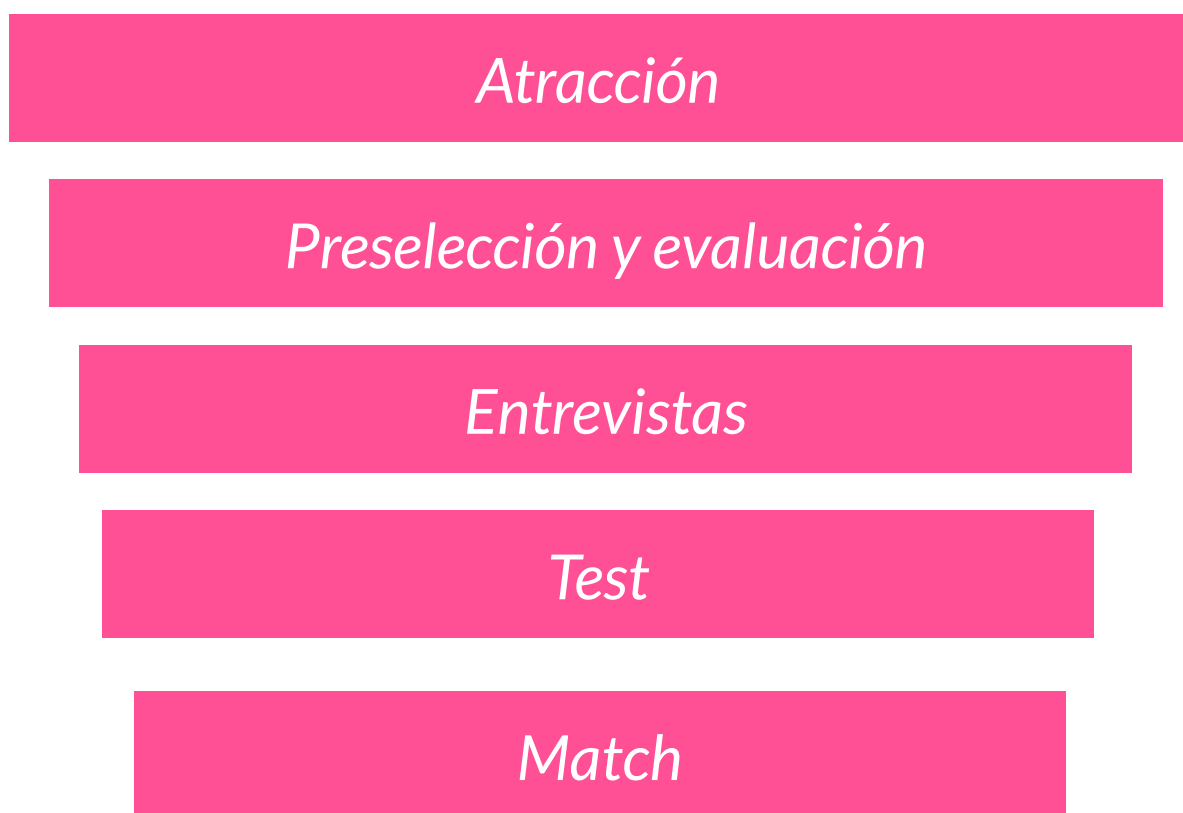 Atracción
Preselección y evaluación
Entrevistas
Test
Match